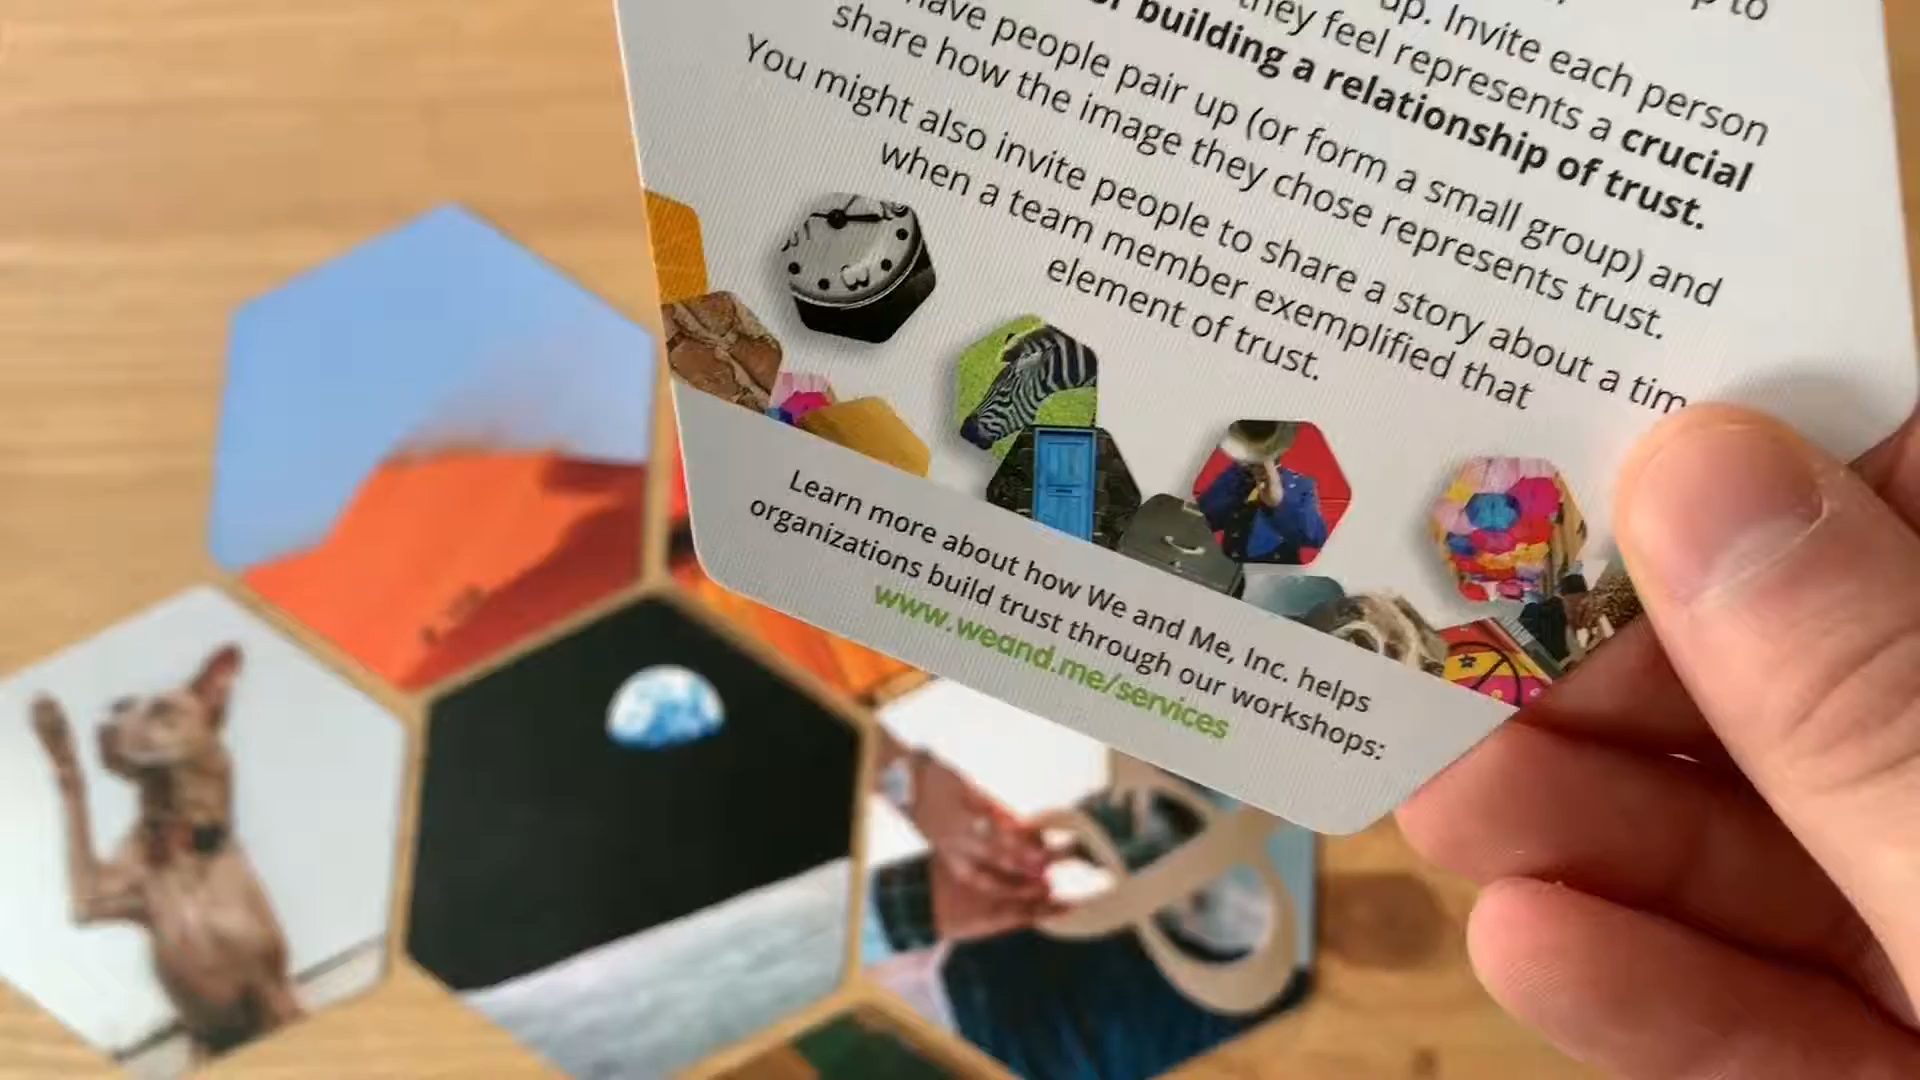 p to
up. Invite each person
they feel represents a crucial
building a relationship of trust.
have people pair up (or form a small group) and
share how the image they chose represents trust.
You might also invite people to share a story about a tim
when a team member exemplified that
element of trust.
Learn more about how We and Me, Inc. helps
organizations build trust through our workshops:
www.weand.me/services